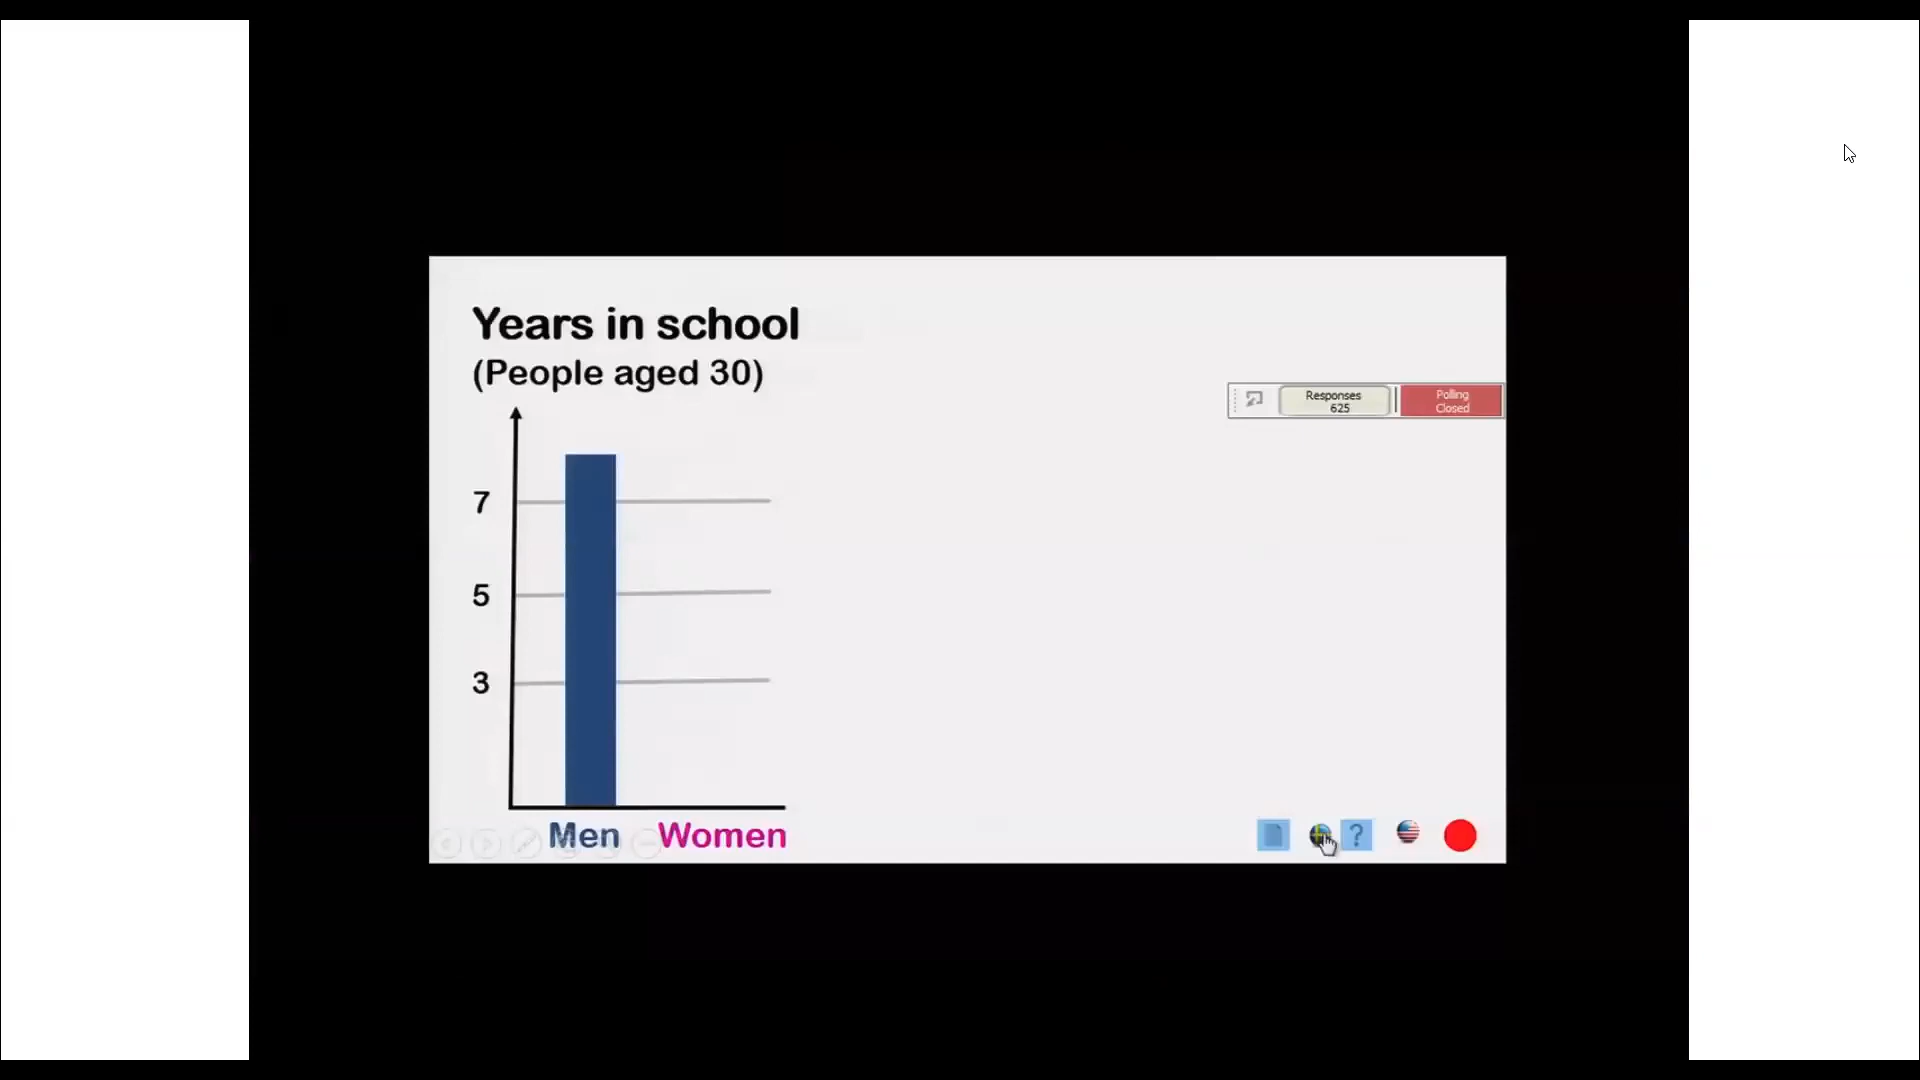 Years in school
(People aged 30)
Responses
625
Polling
Closed
7
5
3
Men Women
?